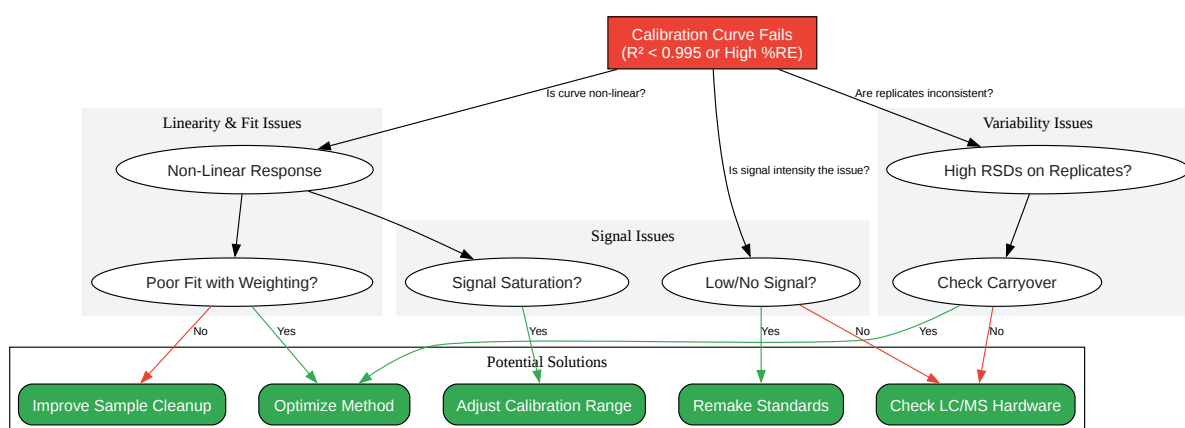 Calibration Curve Fails
(R² < 0.995 or High %RE)
Is curve non-linear?
Are replicates inconsistent?
Linearity & Fit Issues
Variability Issues
Non-Linear Response
Is signal intensity the issue?
High RSDs on Replicates?
Signal Issues
Poor Fit with Weighting?
Signal Saturation?
Low/No Signal?
Check Carryover
No
Yes
Yes
Yes
No
Yes
No
Potential Solutions
Improve Sample Cleanup
Optimize Method
Adjust Calibration Range
Remake Standards
Check LC/MS Hardware